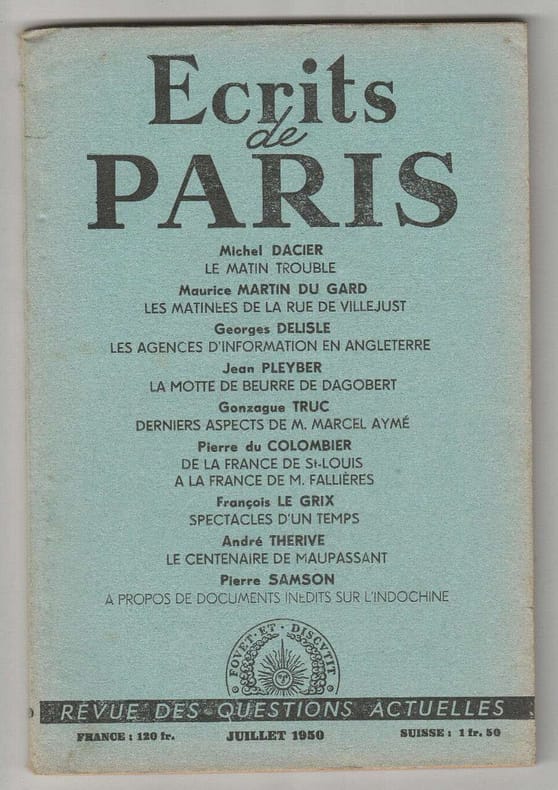 Ecrits
de
PARIS
Michel DACIER
LE MATIN TROUBLE
Maurice MARTIN DU GARD
LES MATINÉES DE LA RUE DE VILLEJUST
Georges DELISLE
LES AGENCES D'INFORMATION EN ANGLETERRE
Jean PLEYBER
LA MOTTE DE BEURRE DE DAGOBERT
Gonzague TRUC
DERNIERS ASPECTS DE M. MARCEL AYMÉ
Pierre du COLOMBIER
DE LA FRANCE DE St-LOUIS
A LA FRANCE DE M. FALLIÈRES
François LE GRIX
SPECTACLES D'UN TEMPS
André THERIVE
LE CENTENAIRE DE MAUPASSANT
Pierre SAMSON
A PROPOS DE DOCUMENTS INÉDITS SUR L'INDOCHINE
FOVET · ET · DISCVTIT
REVUE DES QUESTIONS ACTUELLES
FRANCE : 120 fr. JUILLET 1950 SUISSE : 1 fr. 50